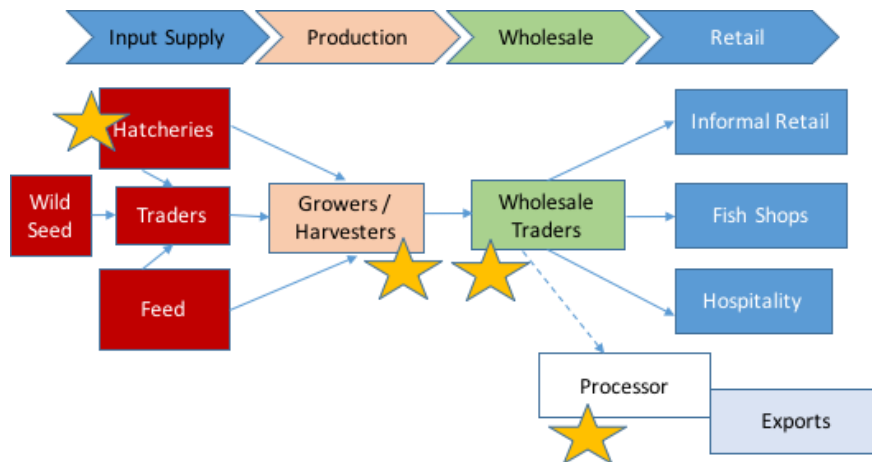 Input Supply
Production
Wholesale
Retail
Hatcheries
Informal Retail
Wild
Seed
Traders
Growers /
Harvesters
Wholesale
Traders
Fish Shops
Feed
Hospitality
Processor
Exports